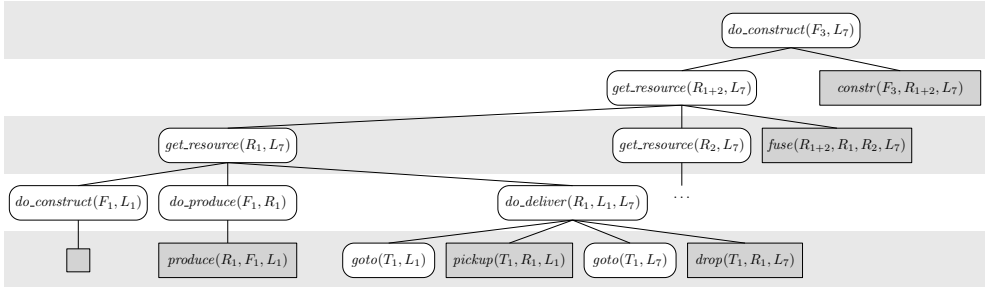 do_construct(F₃, L₇)
get_resource(R₁₊₂, L₇)
constr(F₃, R₁₊₂, L₇)
get_resource(R₁, L₇)
get_resource(R₂, L₇)
fuse(R₁₊₂, R₁, R₂, L₇)
do_construct(F₁, L₁)
do_produce(F₁, R₁)
do_deliver(R₁, L₁, L₇)
...
produce(R₁, F₁, L₁)
goto(T₁, L₁)
pickup(T₁, R₁, L₁)
goto(T₁, L₇)
drop(T₁, R₁, L₇)